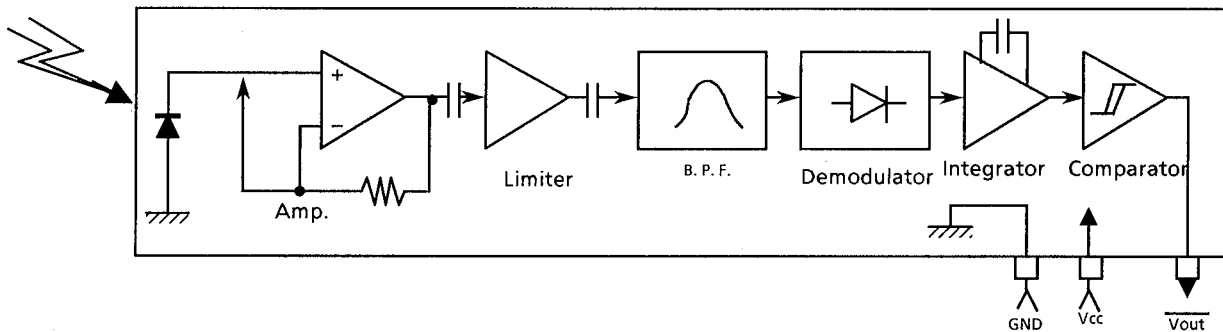 +
−
Amp.
Limiter
B. P. F.
Demodulator
Integrator
Comparator
GND
Vcc
Vout